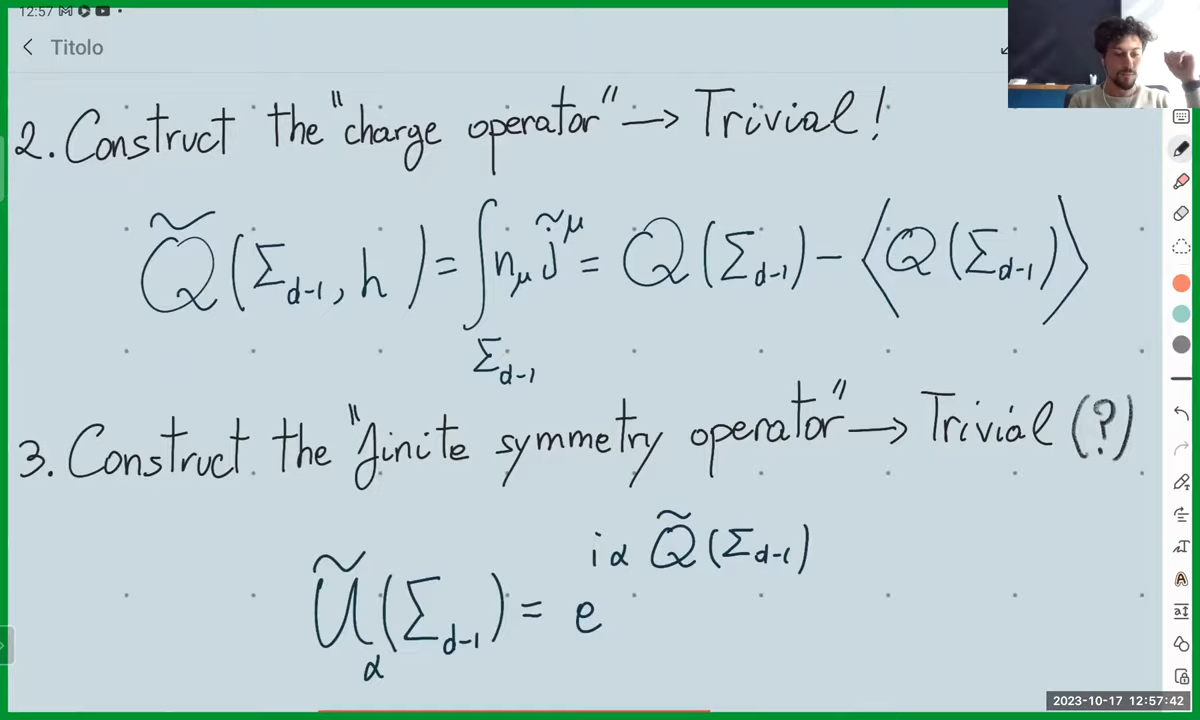 12:57
Titolo
2. Construct the "charge operator" → Trivial!
Q̃(Σ_{d-1}, h) = ∫_{Σ_{d-1}} n_μ J̃^μ = Q(Σ_{d-1}) - ⟨Q(Σ_{d-1})⟩
3. Construct the "finite symmetry operator" → Trivial (?)
Ũ_α(Σ_{d-1}) = e^{iα Q̃(Σ_{d-1})}
2023-10-17 12:57:42